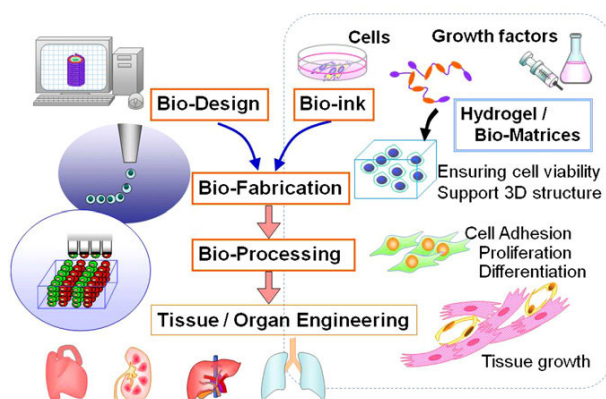 Cells
Growth factors
Bio-Design
Bio-ink
Hydrogel /
Bio-Matrices
Ensuring cell viability
Support 3D structure
Bio-Fabrication
Bio-Processing
Cell Adhesion
Proliferation
Differentiation
Tissue / Organ Engineering
Tissue growth